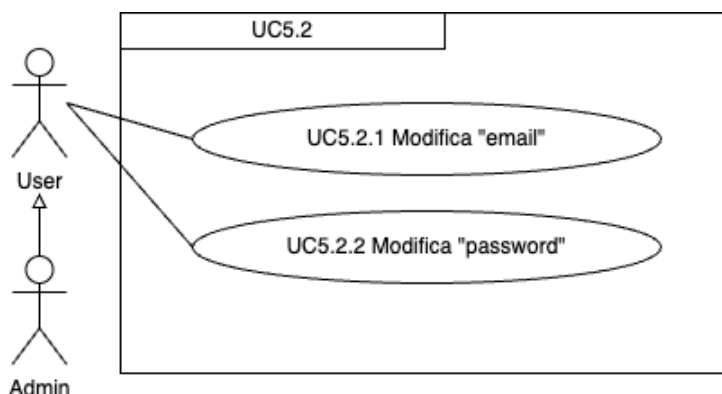 UC5.2
UC5.2.1 Modifica "email"
User
UC5.2.2 Modifica "password"
Admin